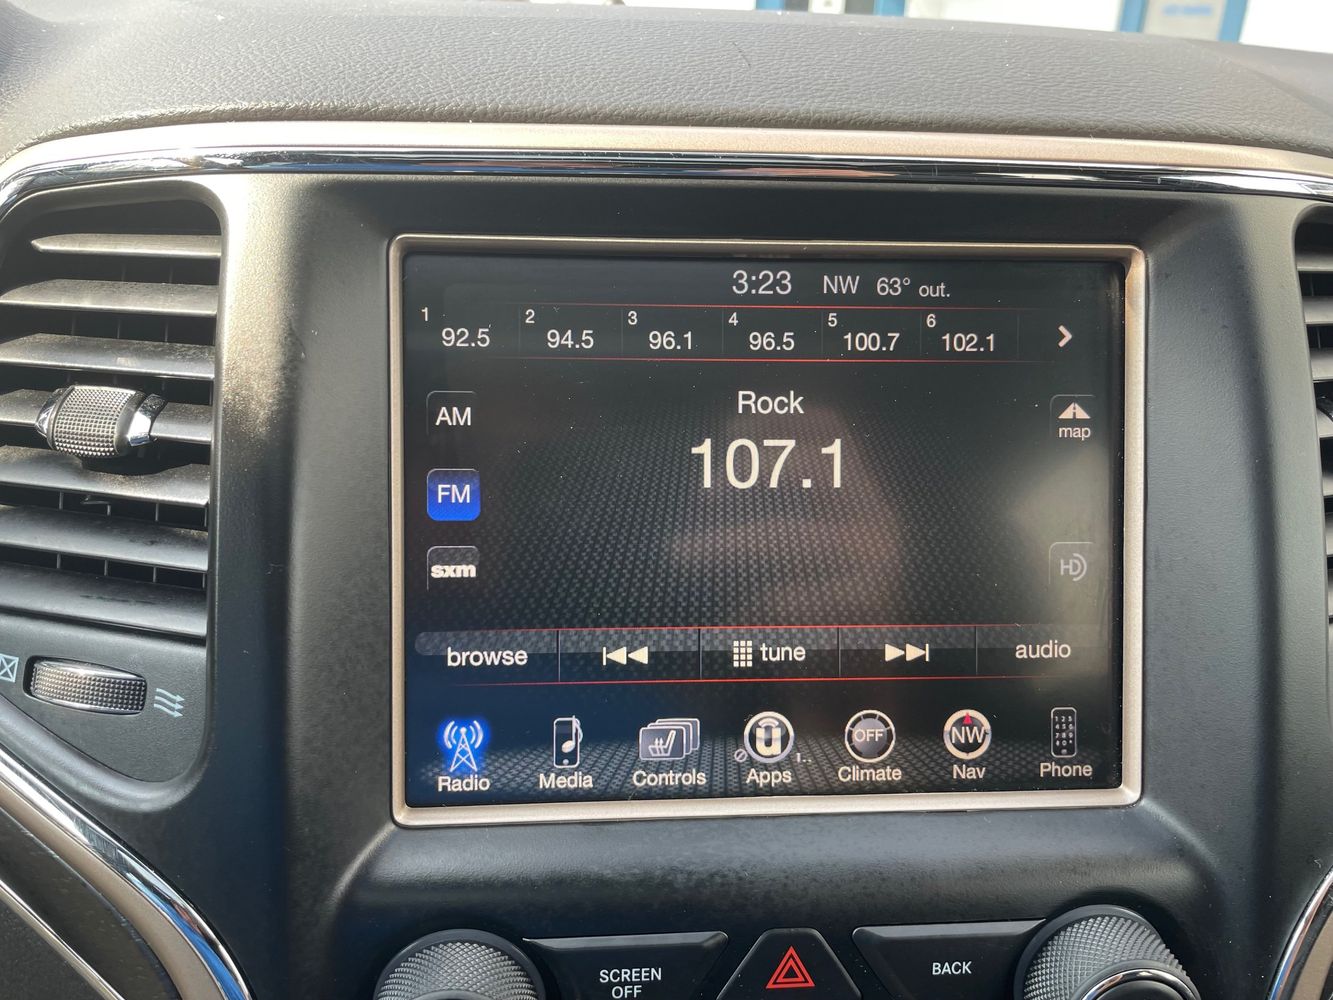 3:23 NW 63° out.
1 92.5 2 94.5 3 96.1 4 96.5 5 100.7 6 102.1
AM
Rock
map
107.1
FM
sxm
HD
browse tune audio
OFF NW
Radio Media Controls Apps Climate Nav Phone
SCREEN OFF
BACK